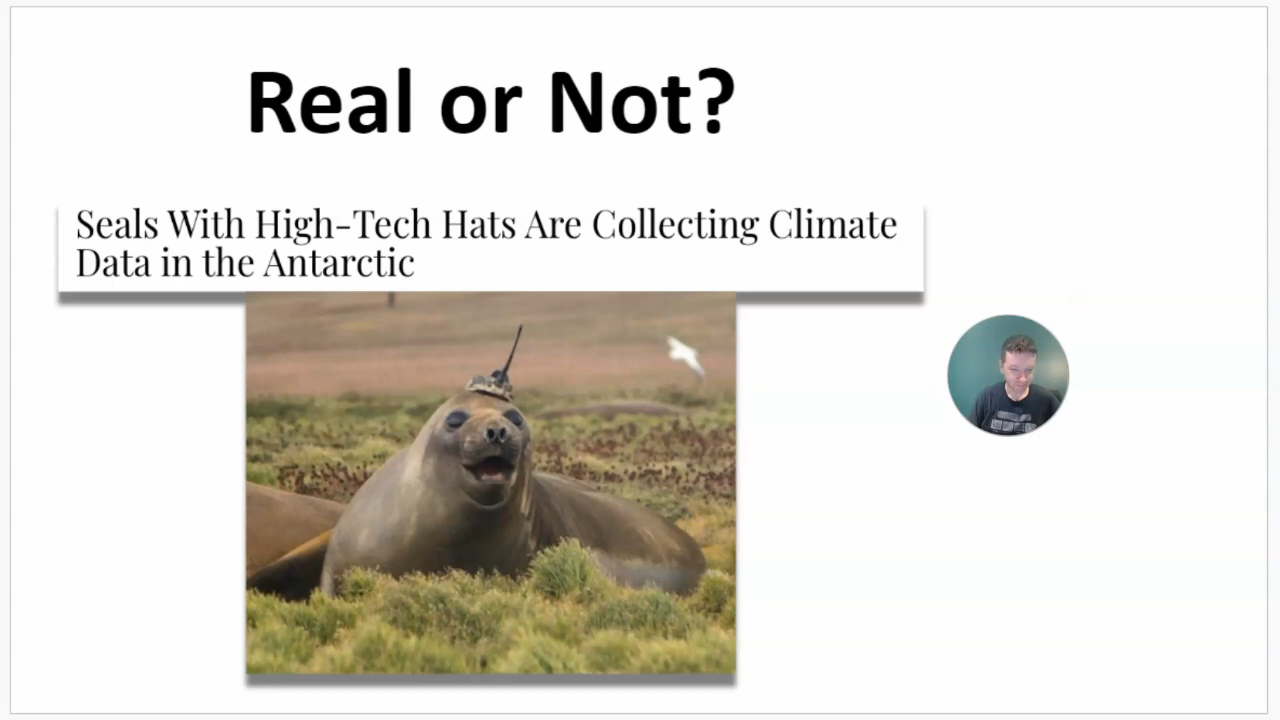 Real or Not?
Seals With High-Tech Hats Are Collecting Climate
Data in the Antarctic